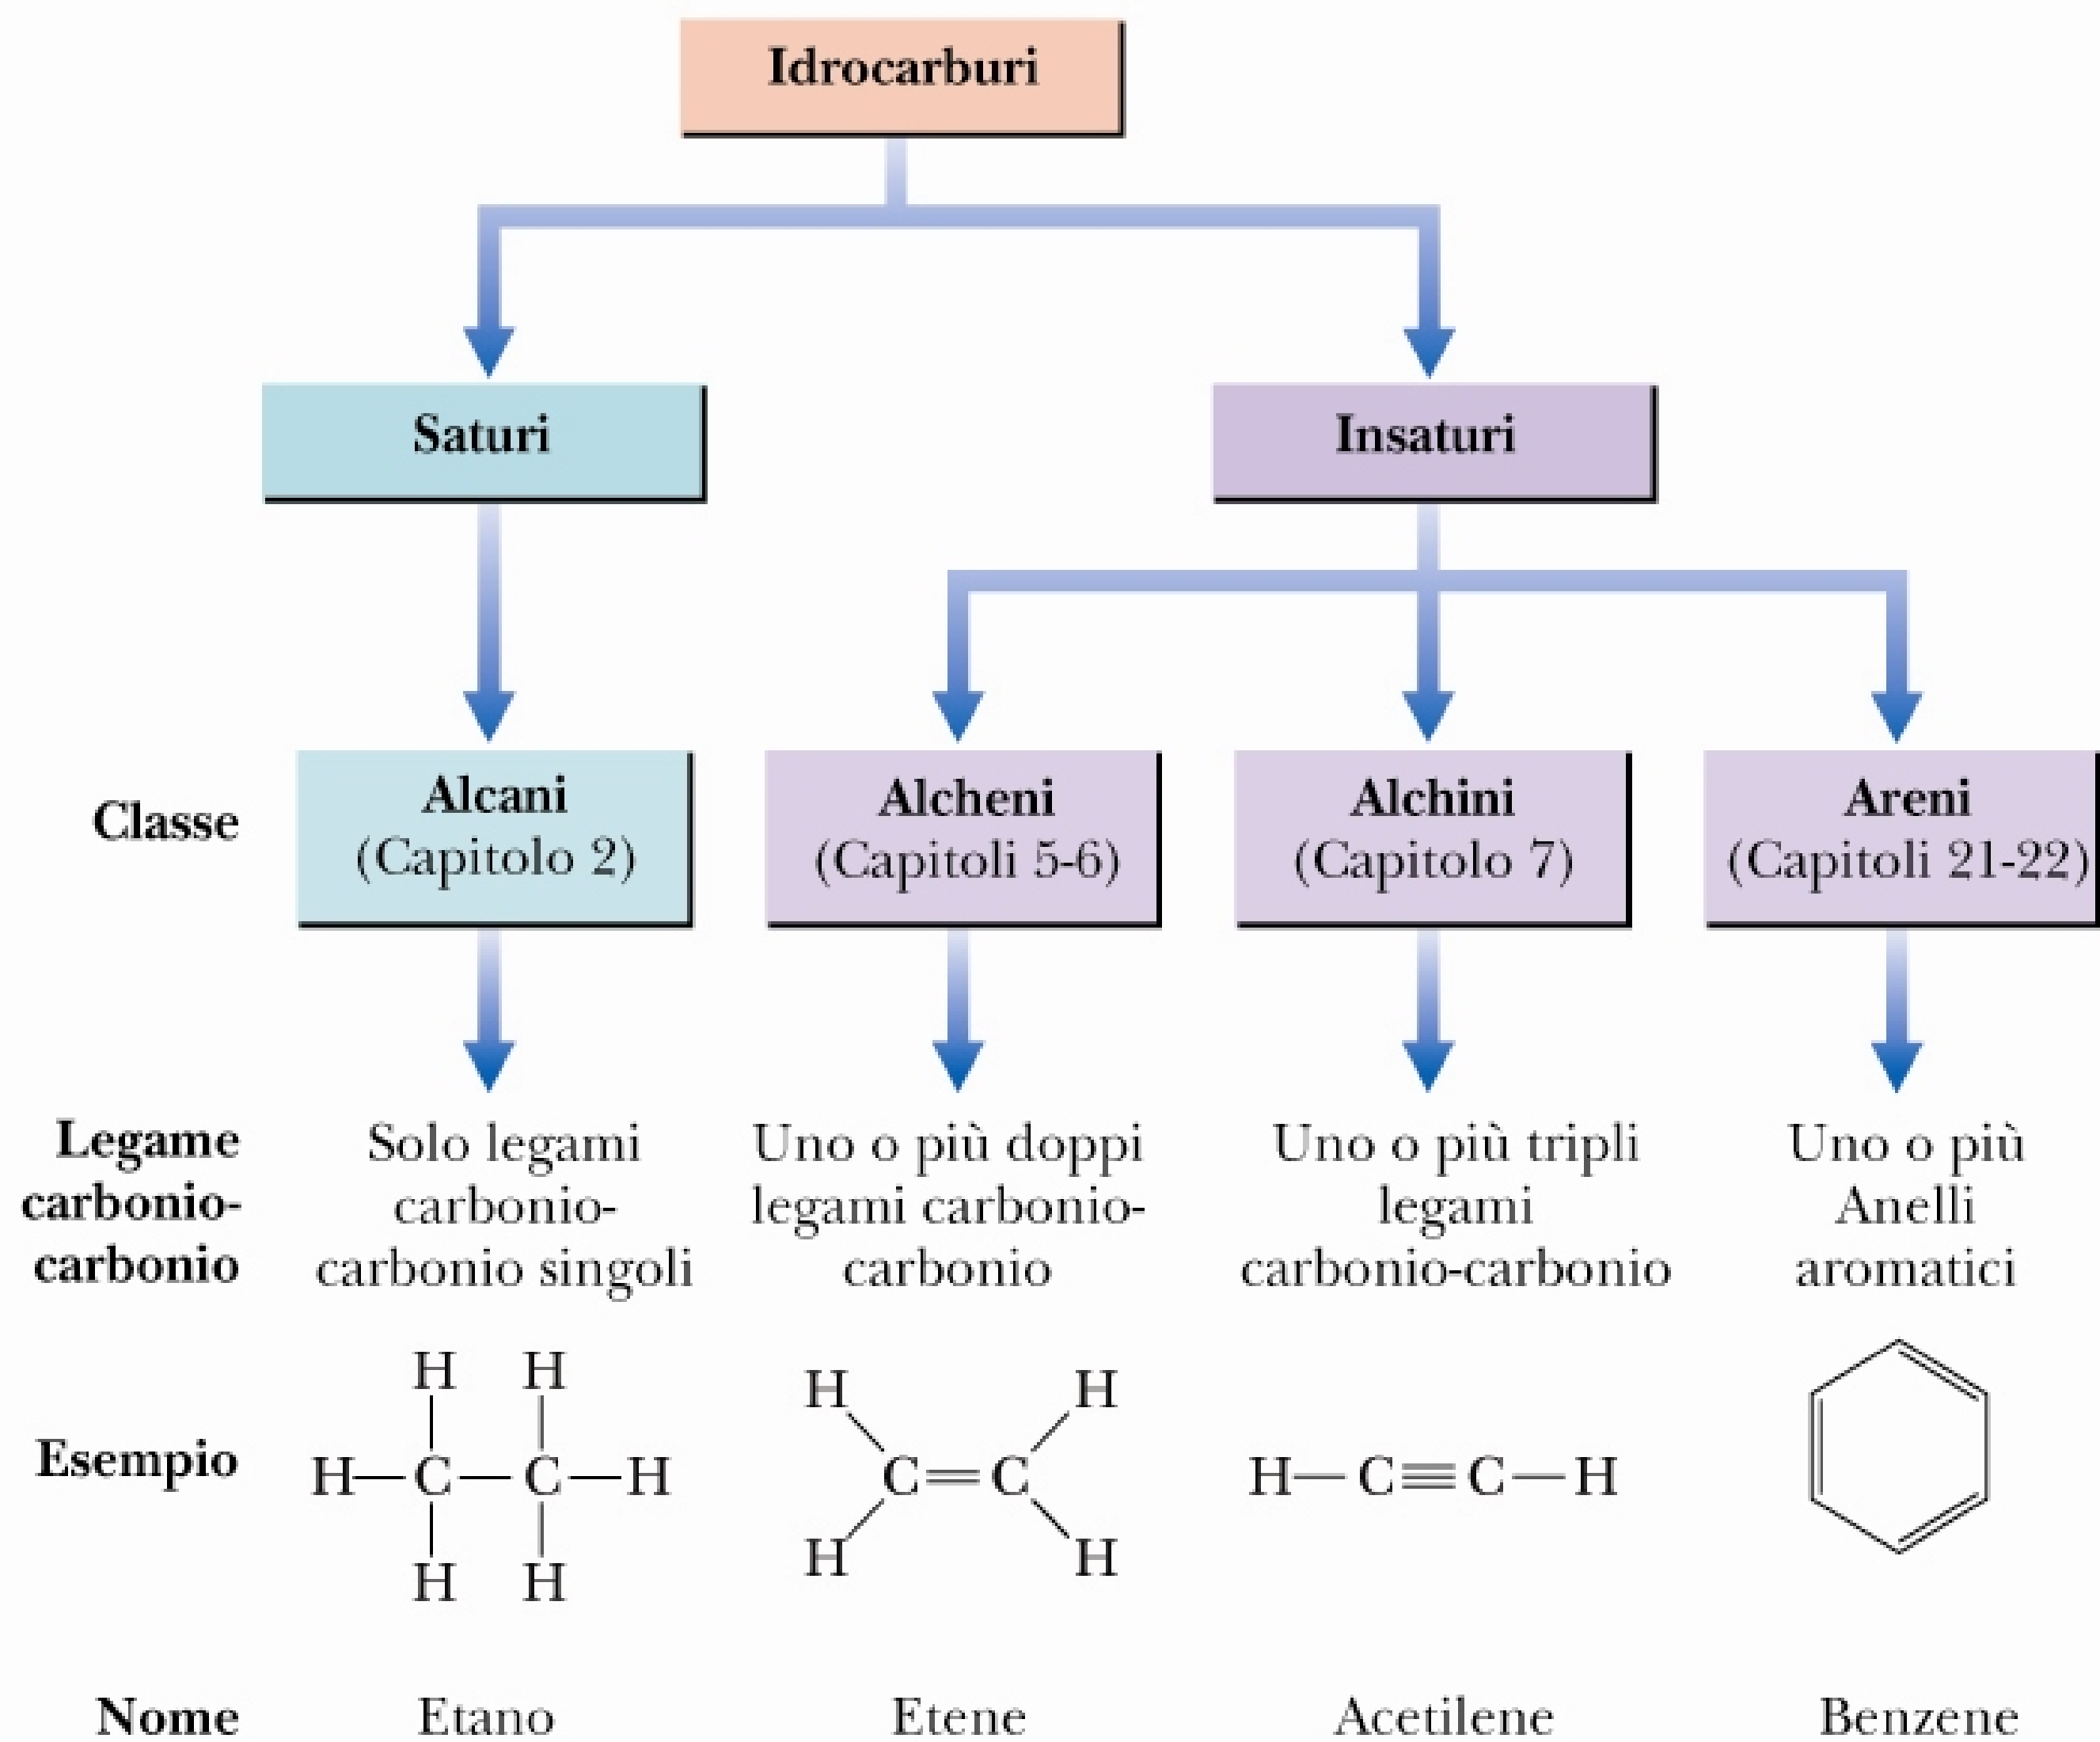 Idrocarburi
Saturi
Insaturi
Classe
Alcani
(Capitolo 2)
Alcheni
(Capitoli 5-6)
Alchini
(Capitolo 7)
Areni
(Capitoli 21-22)
Legame
carbonio-
carbonio
Solo legami
carbonio-
carbonio singoli
Uno o più doppi
legami carbonio-
carbonio
Uno o più tripli
legami
carbonio-carbonio
Uno o più
Anelli
aromatici
Esempio
H H
H—C—C—H
H H
H H
C=C
H H
H—C≡C—H
Nome
Etano
Etene
Acetilene
Benzene